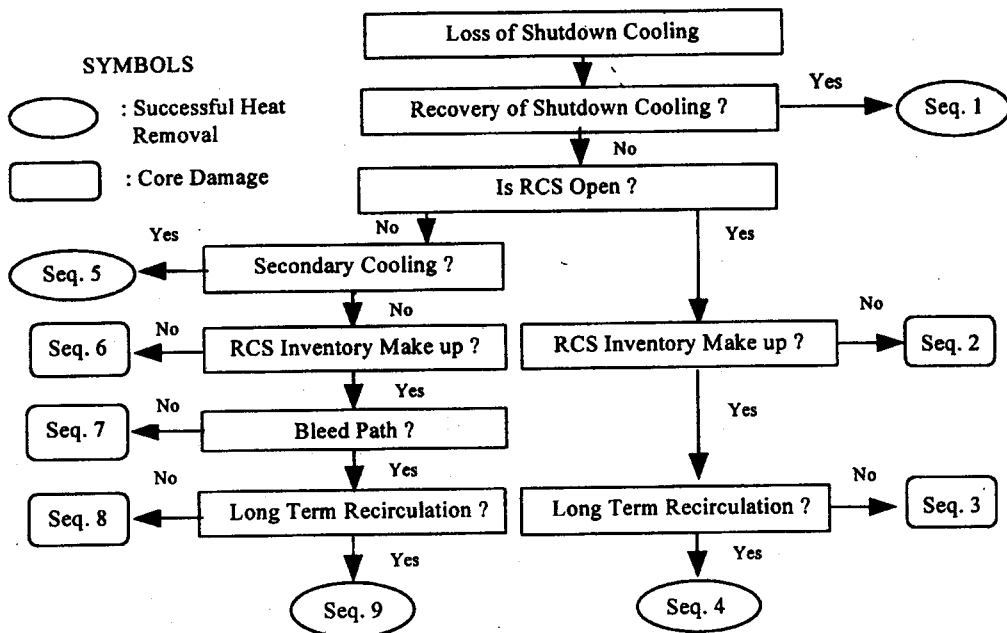 Loss of Shutdown Cooling
SYMBOLS
: Successful Heat
Removal
: Core Damage
Recovery of Shutdown Cooling ?
Yes
Seq. 1
No
Is RCS Open ?
No
Yes
Secondary Cooling ?
Yes
Seq. 5
No
RCS Inventory Make up ?
No
Seq. 6
RCS Inventory Make up ?
No
Seq. 2
Yes
Yes
Bleed Path ?
No
Seq. 7
Yes
Long Term Recirculation ?
No
Seq. 8
Long Term Recirculation ?
No
Seq. 3
Yes
Yes
Seq. 9
Seq. 4